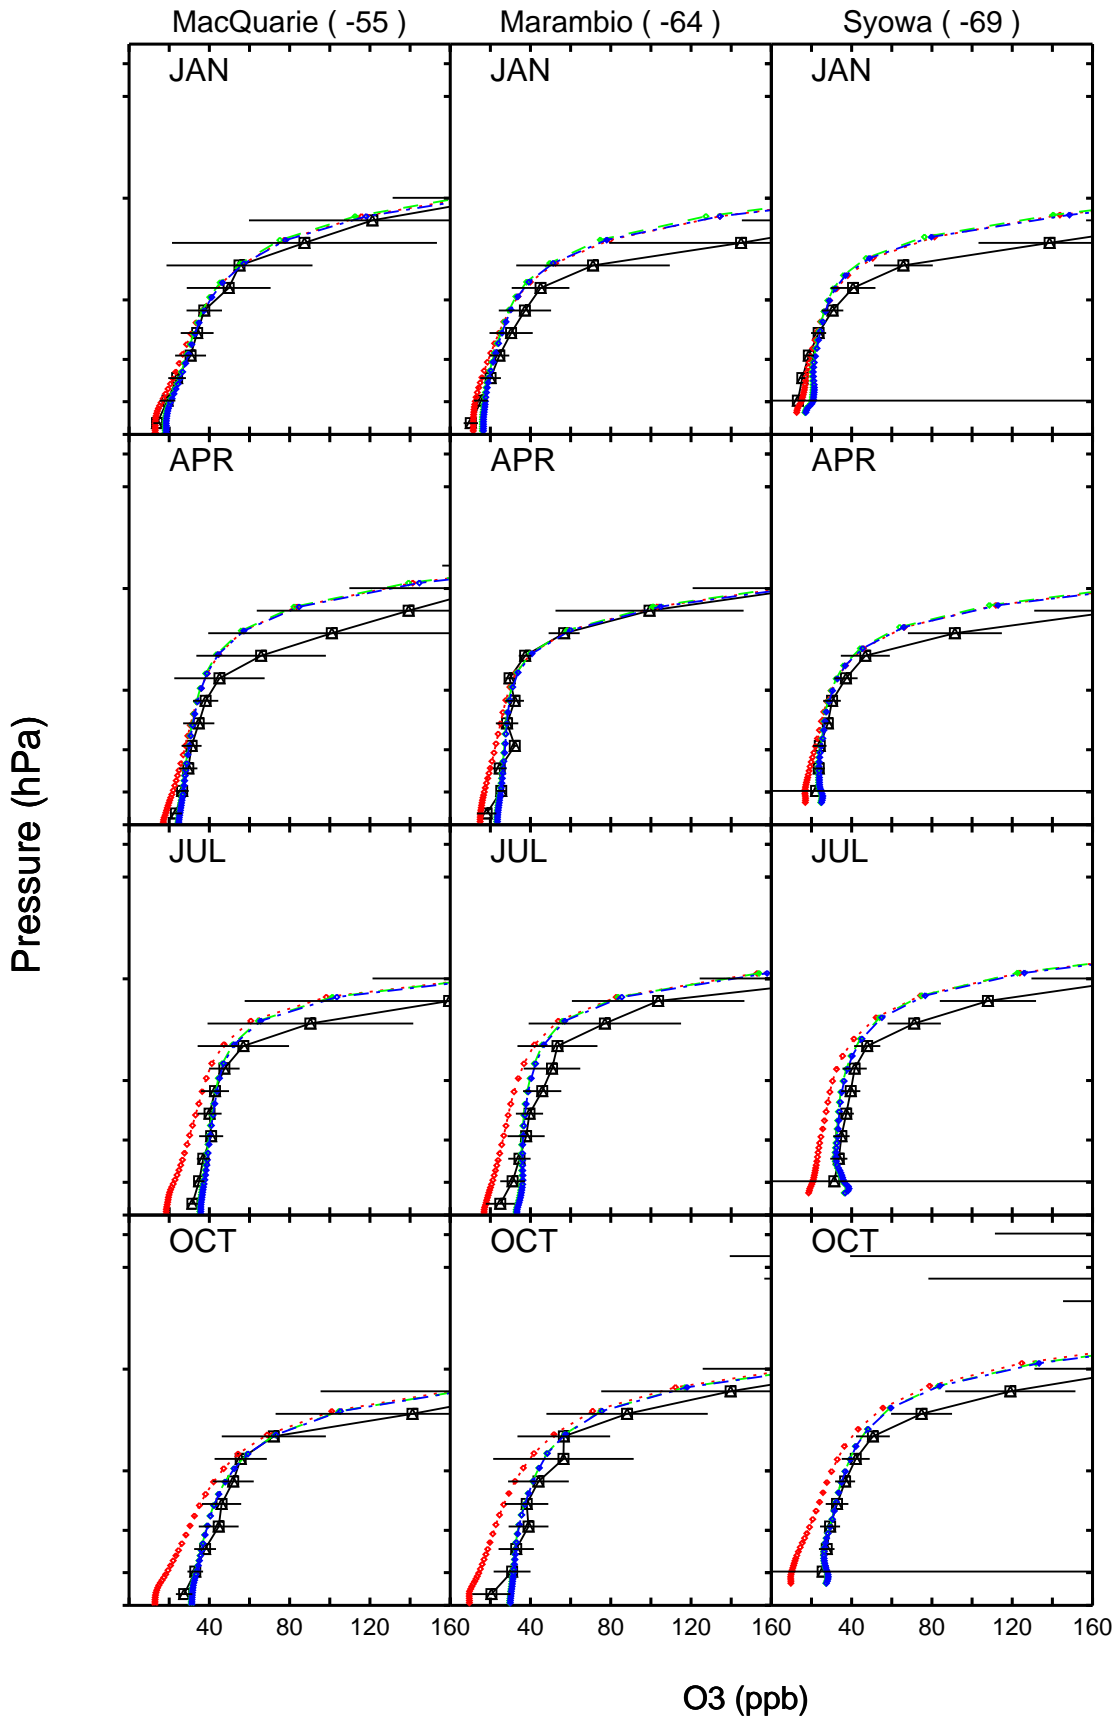 MacQuarie ( -55 ) Marambio ( -64 ) Syowa ( -69 )
JAN JAN JAN
APR APR APR
JUL JUL JUL
OCT OCT OCT
Pressure (hPa)
40 80 120 160 40 80 120 160 40 80 120 160
O3 (ppb)